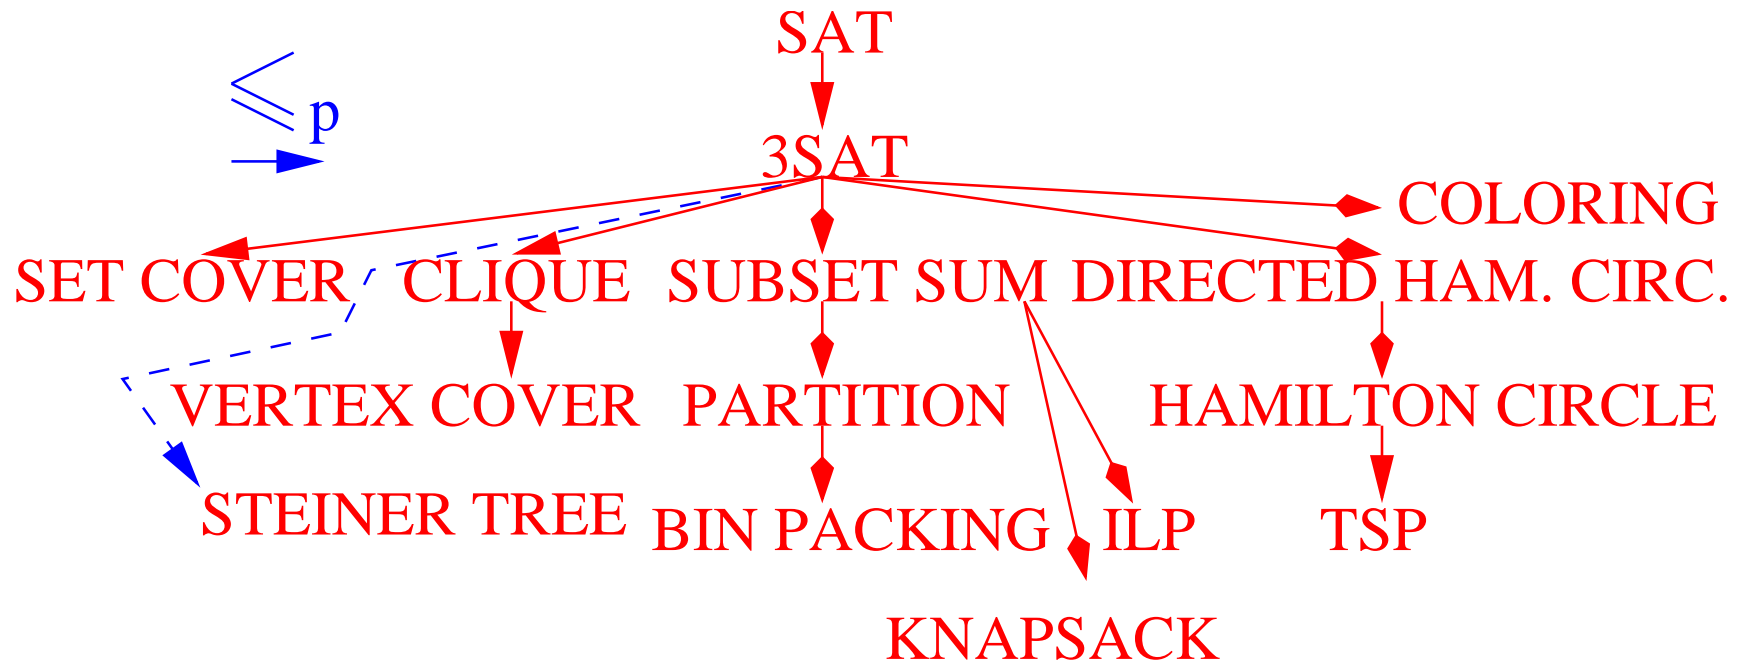 SAT
≤ p
3SAT
COLORING
SET COVER CLIQUE SUBSET SUM DIRECTED HAM. CIRC.
VERTEX COVER PARTITION HAMILTON CIRCLE
STEINER TREE BIN PACKING ILP TSP
KNAPSACK